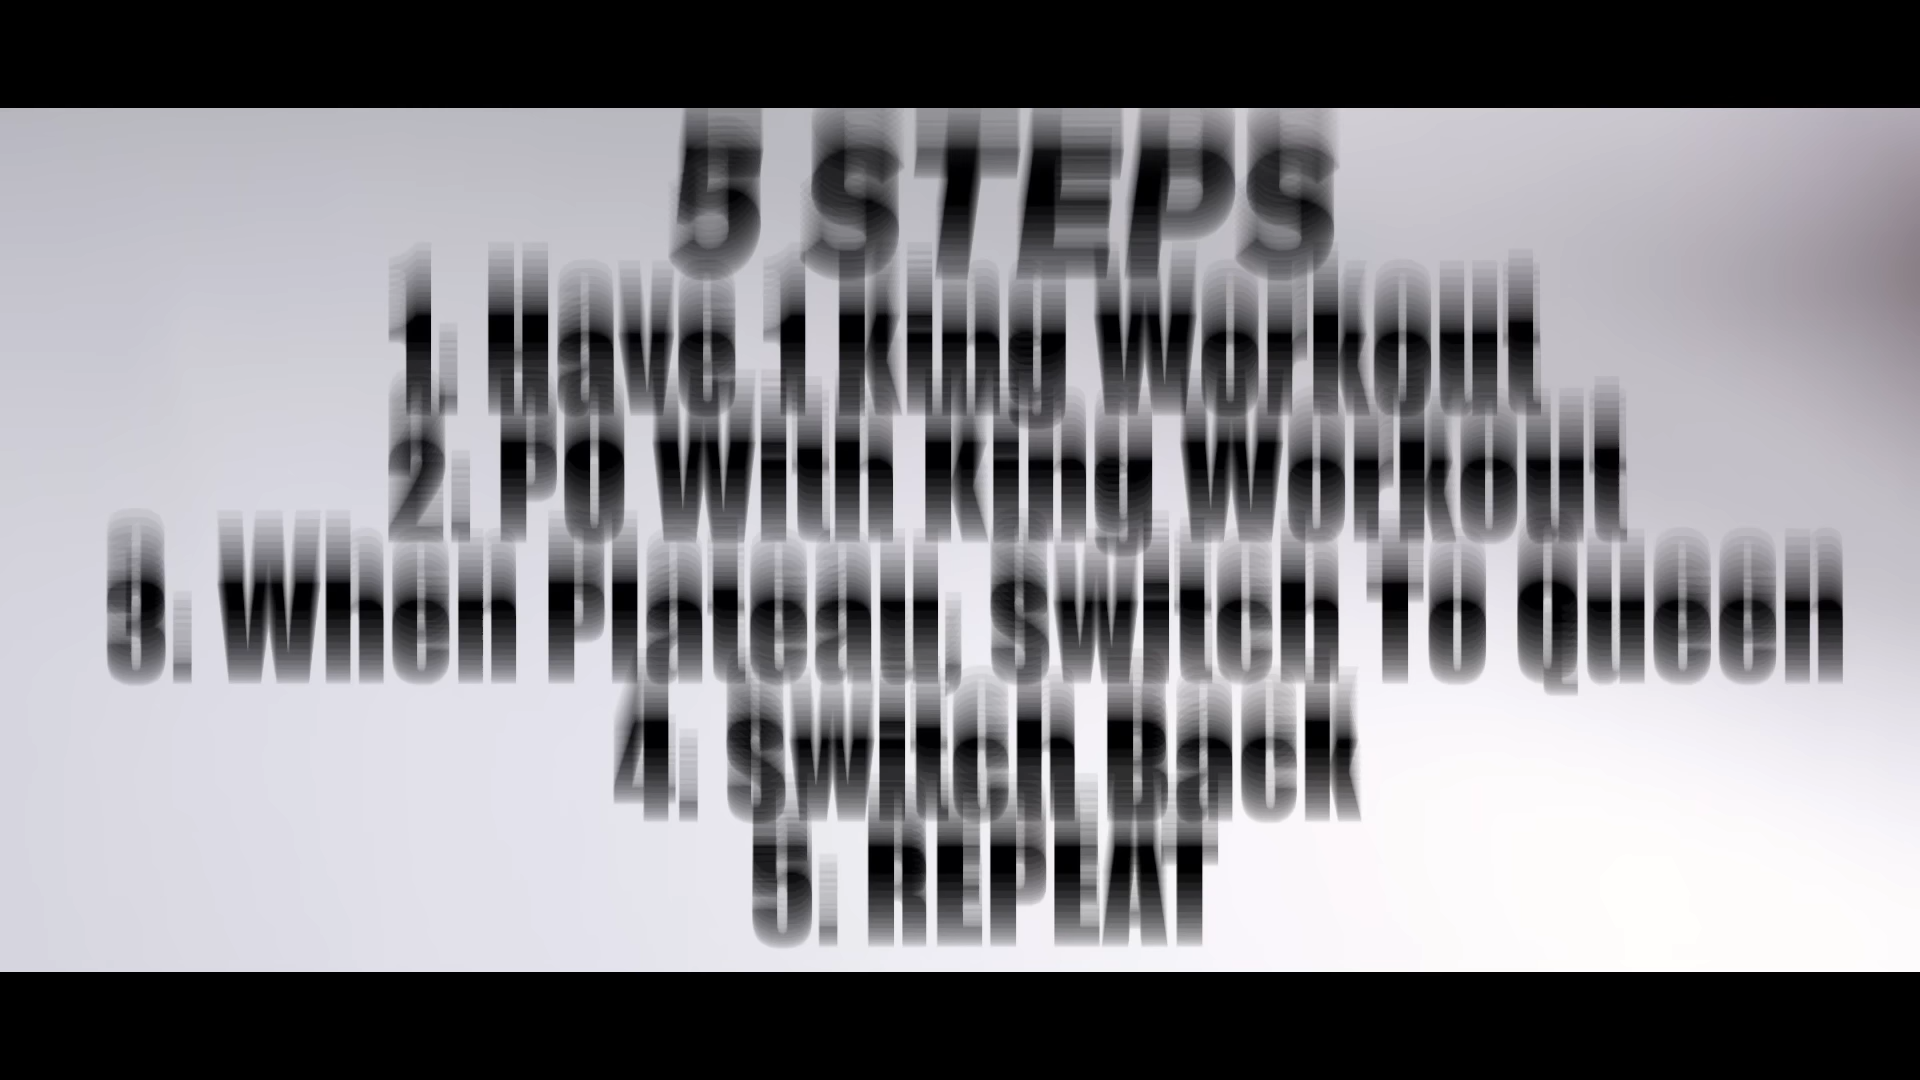 5 STEPS
1. Have 1 King Workout
2. PO With King Workout
3. When Plateau, Switch To Queen
4. Switch Back
5. REPEAT